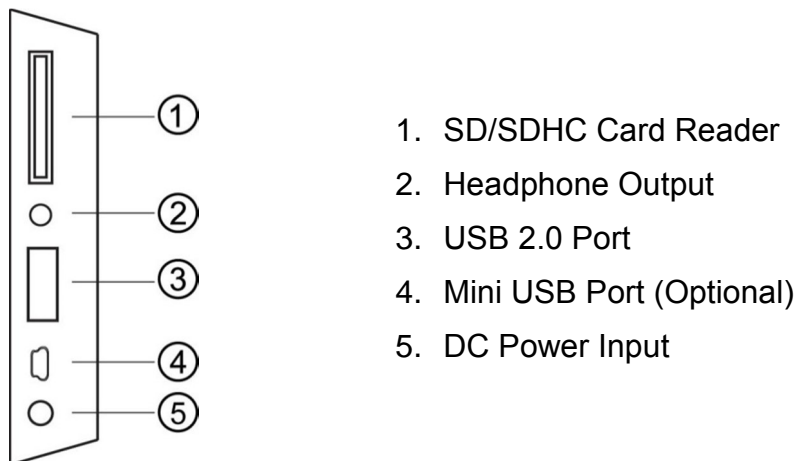 ①
②
③
④
⑤
1. SD/SDHC Card Reader
2. Headphone Output
3. USB 2.0 Port
4. Mini USB Port (Optional)
5. DC Power Input